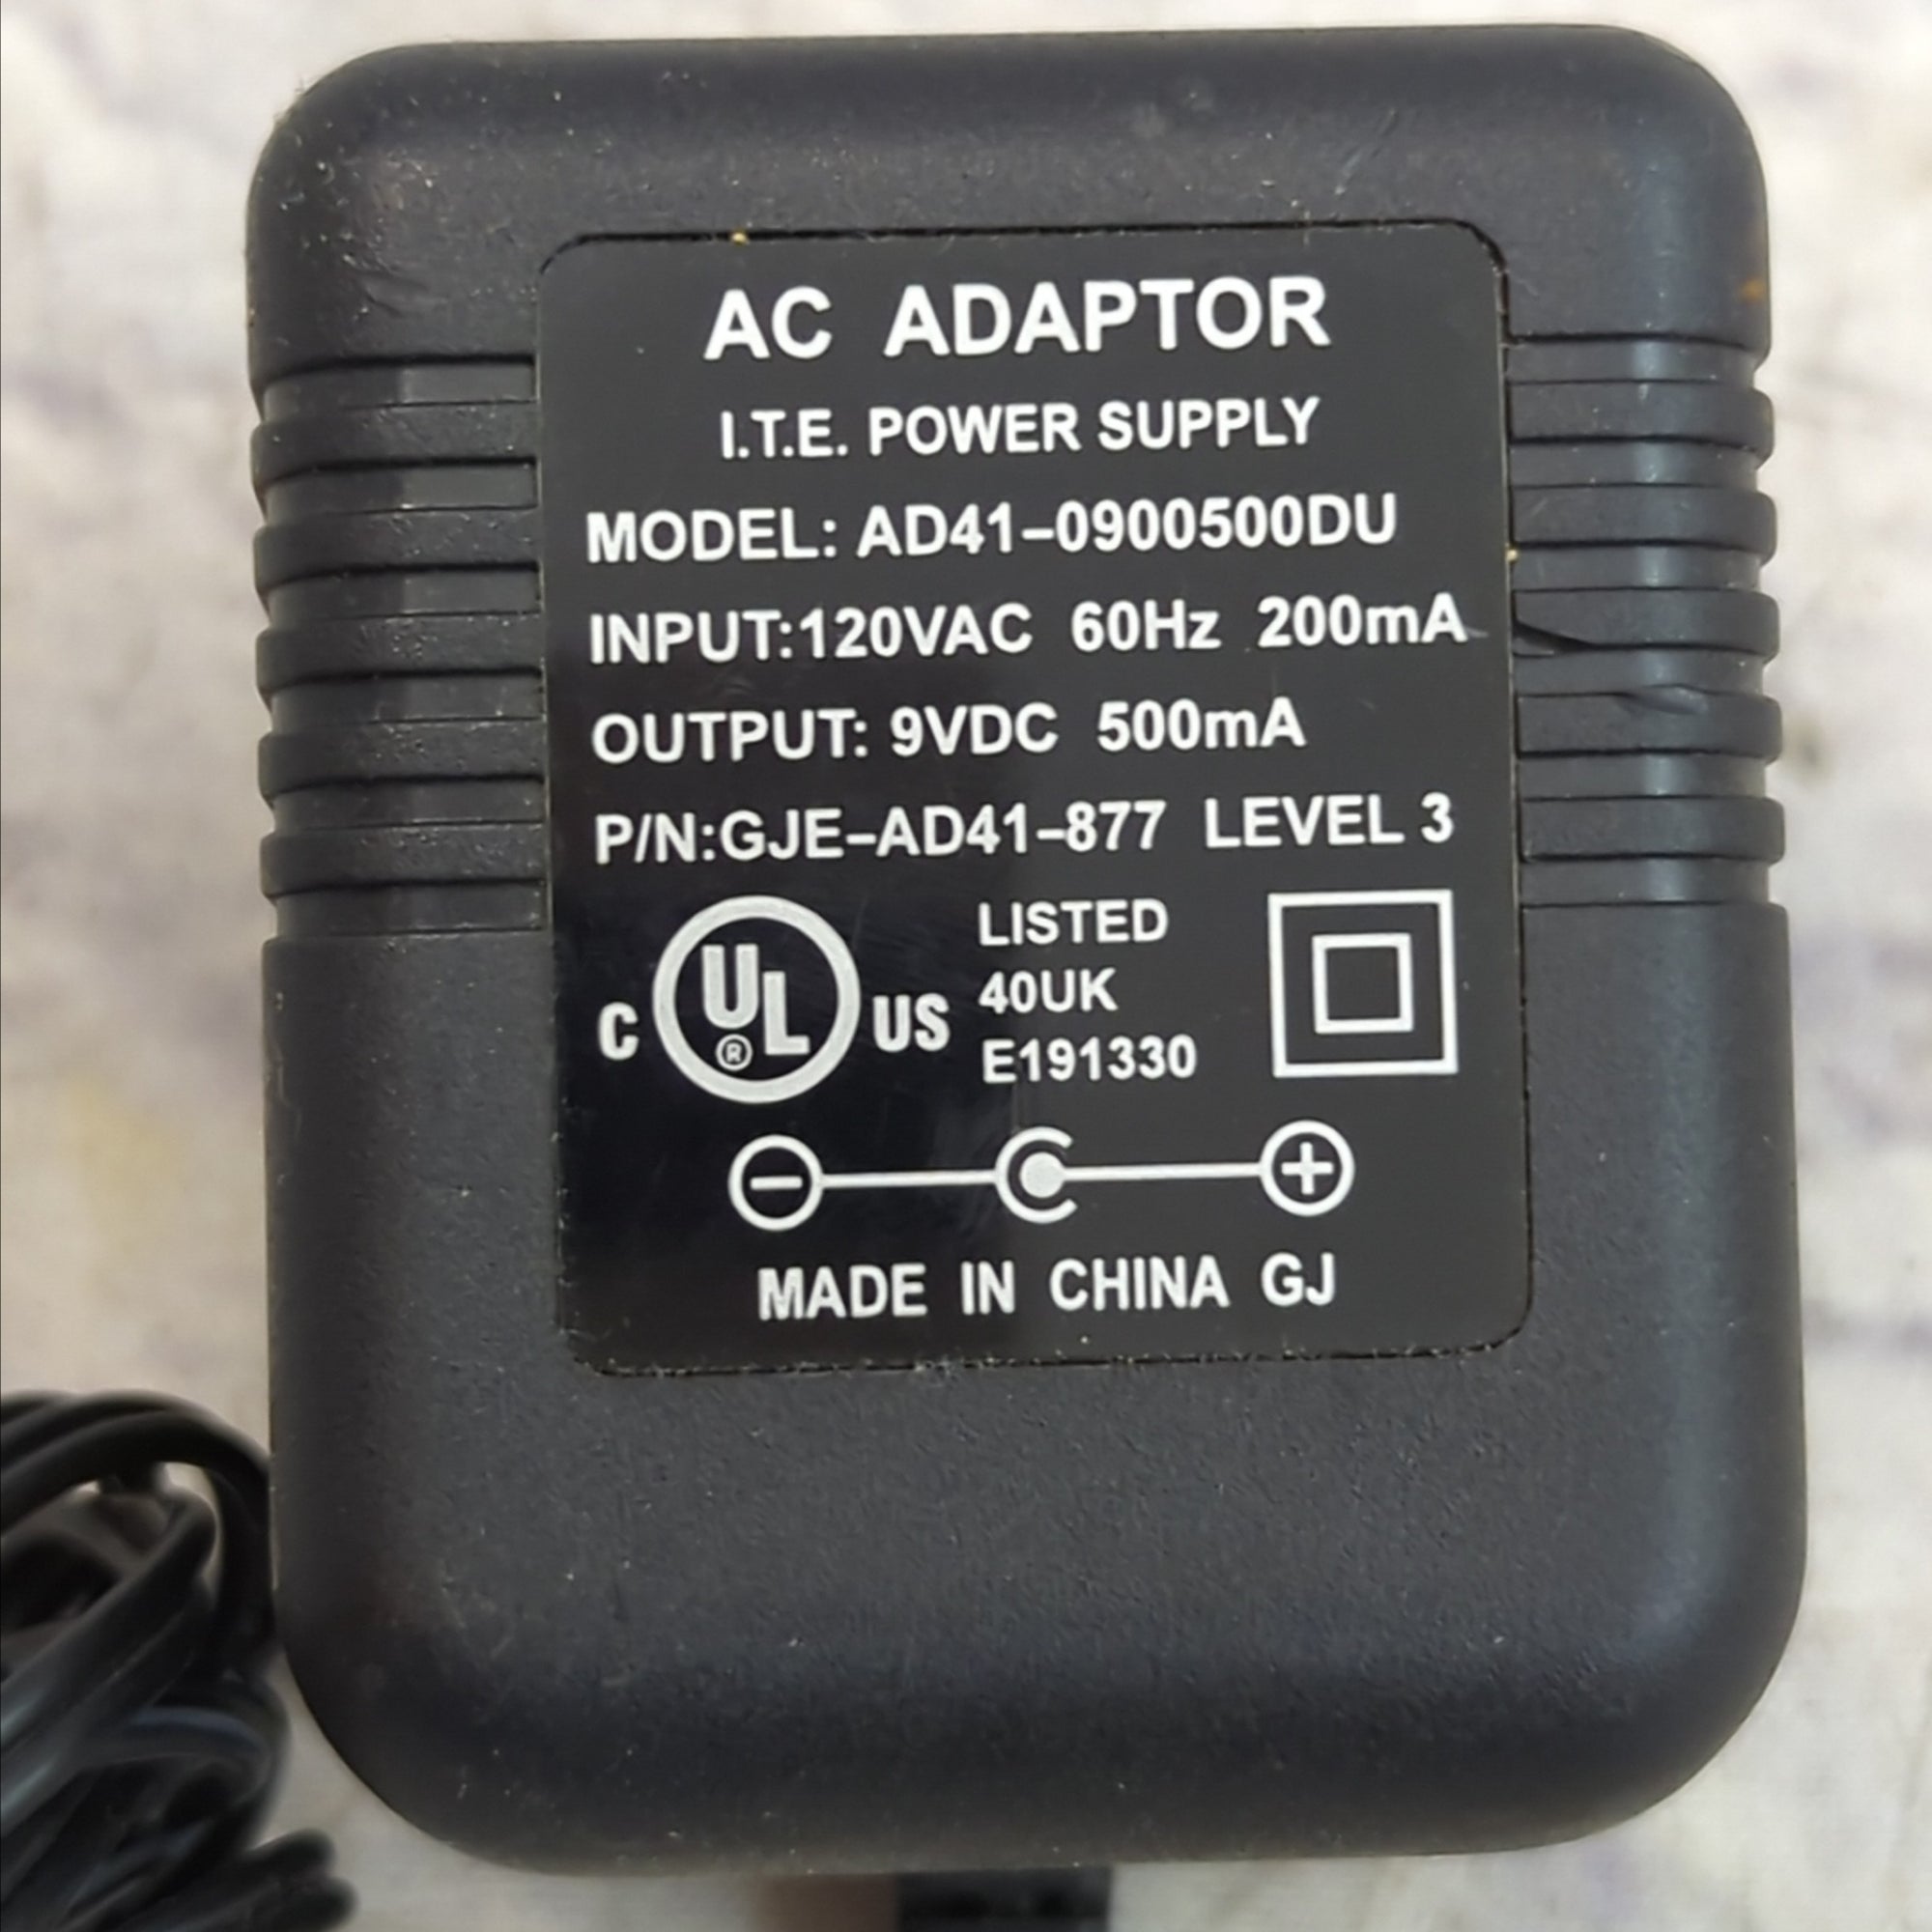 AC ADAPTOR
I.T.E. POWER SUPPLY
MODEL: AD41-0900500DU
INPUT:120VAC 60Hz 200mA
OUTPUT: 9VDC 500mA
P/N:GJE-AD41-877 LEVEL 3
C UL® US
LISTED
40UK
E191330
MADE IN CHINA GJ